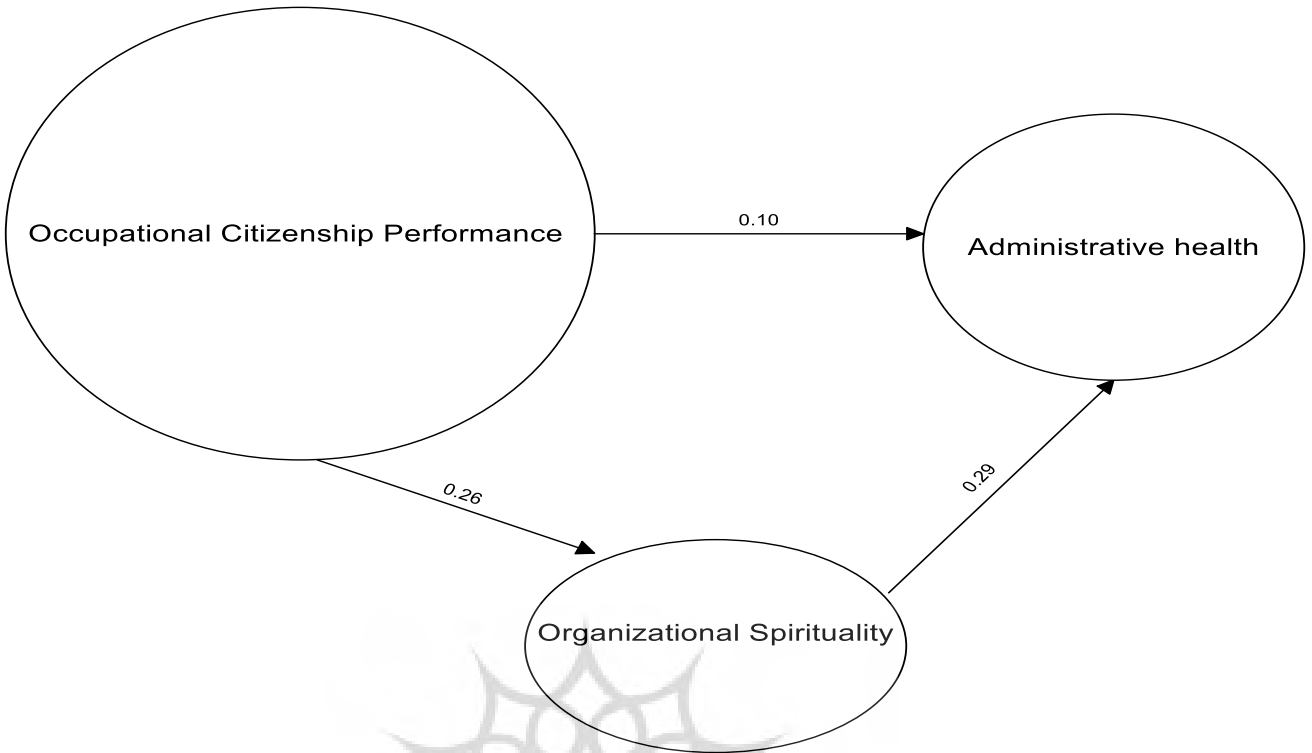 0.10
Occupational Citizenship Performance
Administrative health
0.26
0.29
Organizational Spirituality